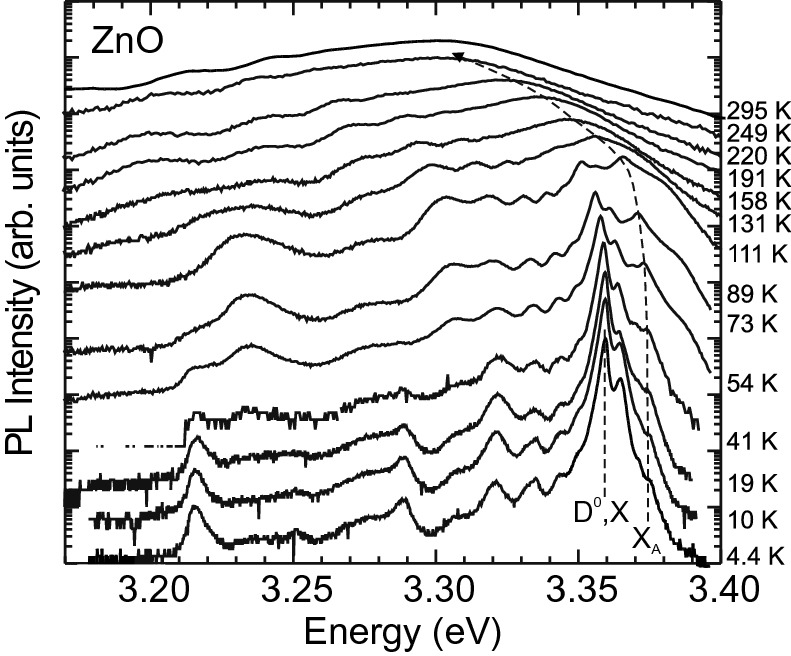 ZnO
PL Intensity (arb. units)
295 K
249 K
220 K
191 K
158 K
131 K
111 K
89 K
73 K
54 K
41 K
19 K
10 K
4.4 K
D⁰,X
X_A
3.20 3.25 3.30 3.35 3.40
Energy (eV)